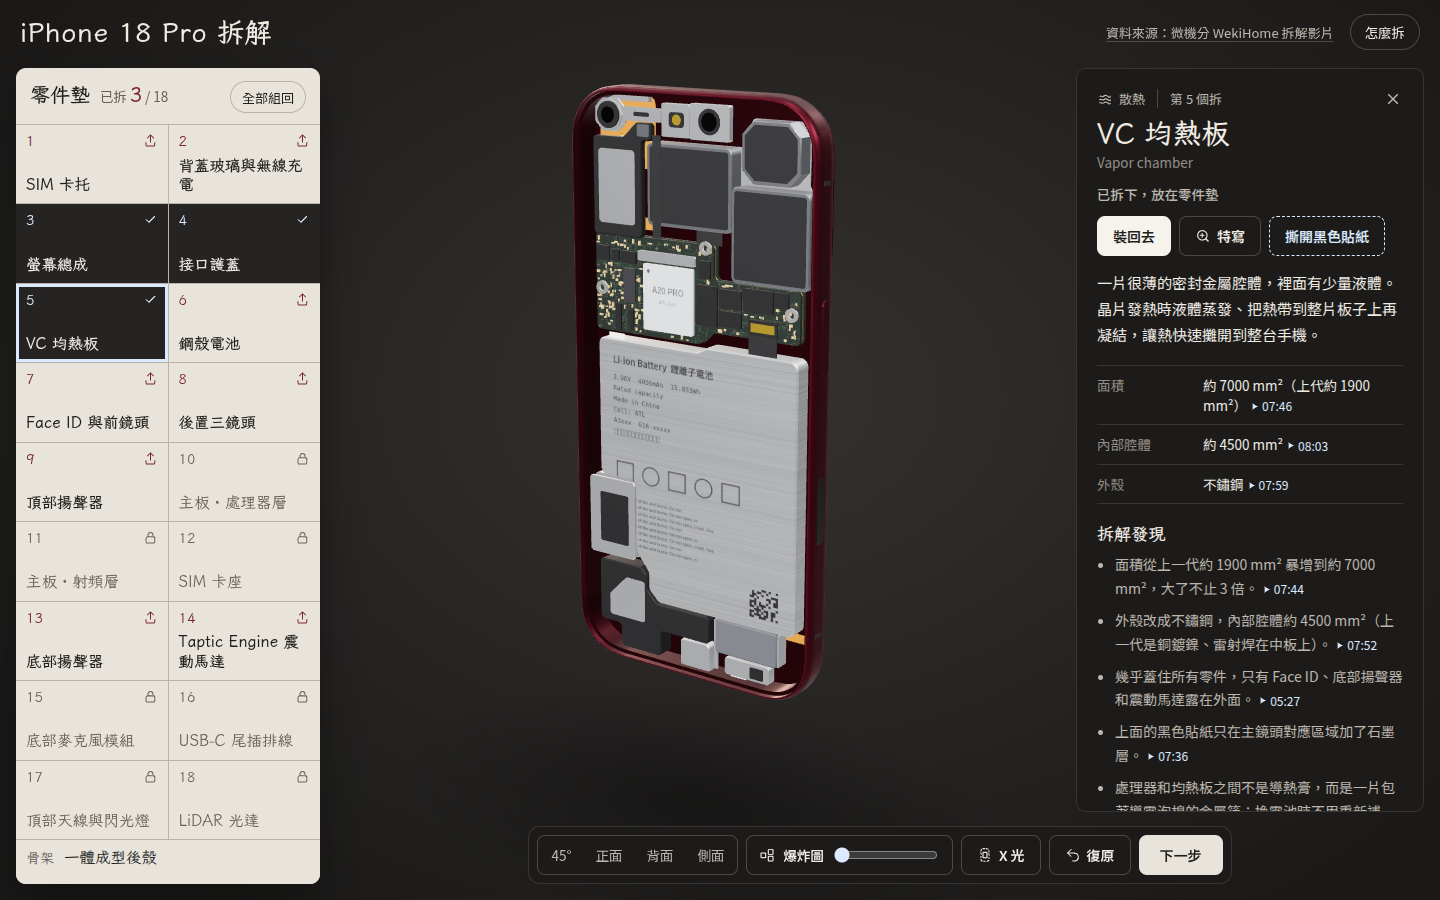 iPhone 18 Pro 拆解
資料來源：微機分 WekiHome 拆解影片
怎麼拆
零件墊 已拆 3 / 18
全部組回
1
SIM 卡托
2
背蓋玻璃與無線充
電
3
螢幕總成
4
接口護蓋
5
VC 均熱板
6
鋼殼電池
7
Face ID 與前鏡頭
8
後置三鏡頭
9
頂部揚聲器
10
主板・處理器層
11
主板・射頻層
12
SIM 卡座
13
底部揚聲器
14
Taptic Engine 震
動馬達
15
底部麥克風模組
16
USB-C 尾插排線
17
頂部天線與閃光燈
18
LiDAR 光達
骨架 一體成型後殼
A20 PRO
Li-Ion Battery 鋰離子電池
Rated capacity
Made in China
Cell: ATL
45°
正面
背面
側面
爆炸圖
X 光
復原
下一步
散熱
第 5 個拆
VC 均熱板
Vapor chamber
已拆下，放在零件墊
裝回去
特寫
撕開黑色貼紙
一片很薄的密封金屬腔體，裡面有少量液體。
晶片發熱時液體蒸發、把熱帶到整片板子上再
凝結，讓熱快速攤開到整台手機。
面積
約 7000 mm²（上代約 1900
mm²） 07:46
內部腔體
約 4500 mm² 08:03
外殼
不鏽鋼 07:59
拆解發現
面積從上一代約 1900 mm² 暴增到約 7000
mm²，大了不止 3 倍。 07:44
外殼改成不鏽鋼，內部腔體約 4500 mm²（上
一代是銅鍍鎳、雷射焊在中板上）。 07:52
幾乎蓋住所有零件，只有 Face ID、底部揚聲器
和震動馬達露在外面。 05:27
上面的黑色貼紙只在主鏡頭對應區域加了石墨
層。 07:36
處理器和均熱板之間不是導熱膏，而是一片包